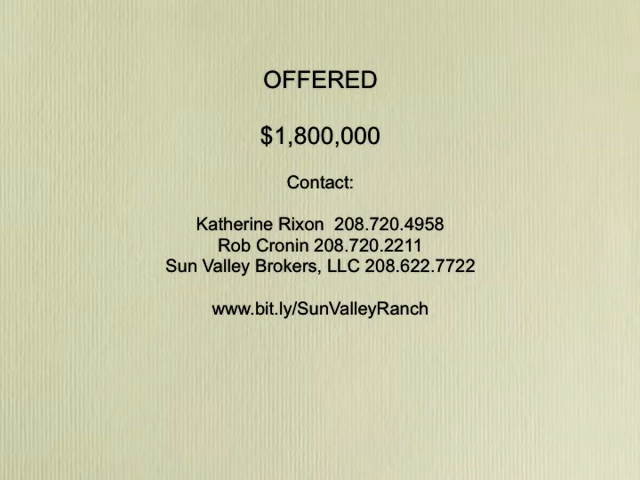 OFFERED
$1,800,000
Contact:
Katherine Rixon  208.720.4958
Rob Cronin 208.720.2211
Sun Valley Brokers, LLC 208.622.7722
www.bit.ly/SunValleyRanch